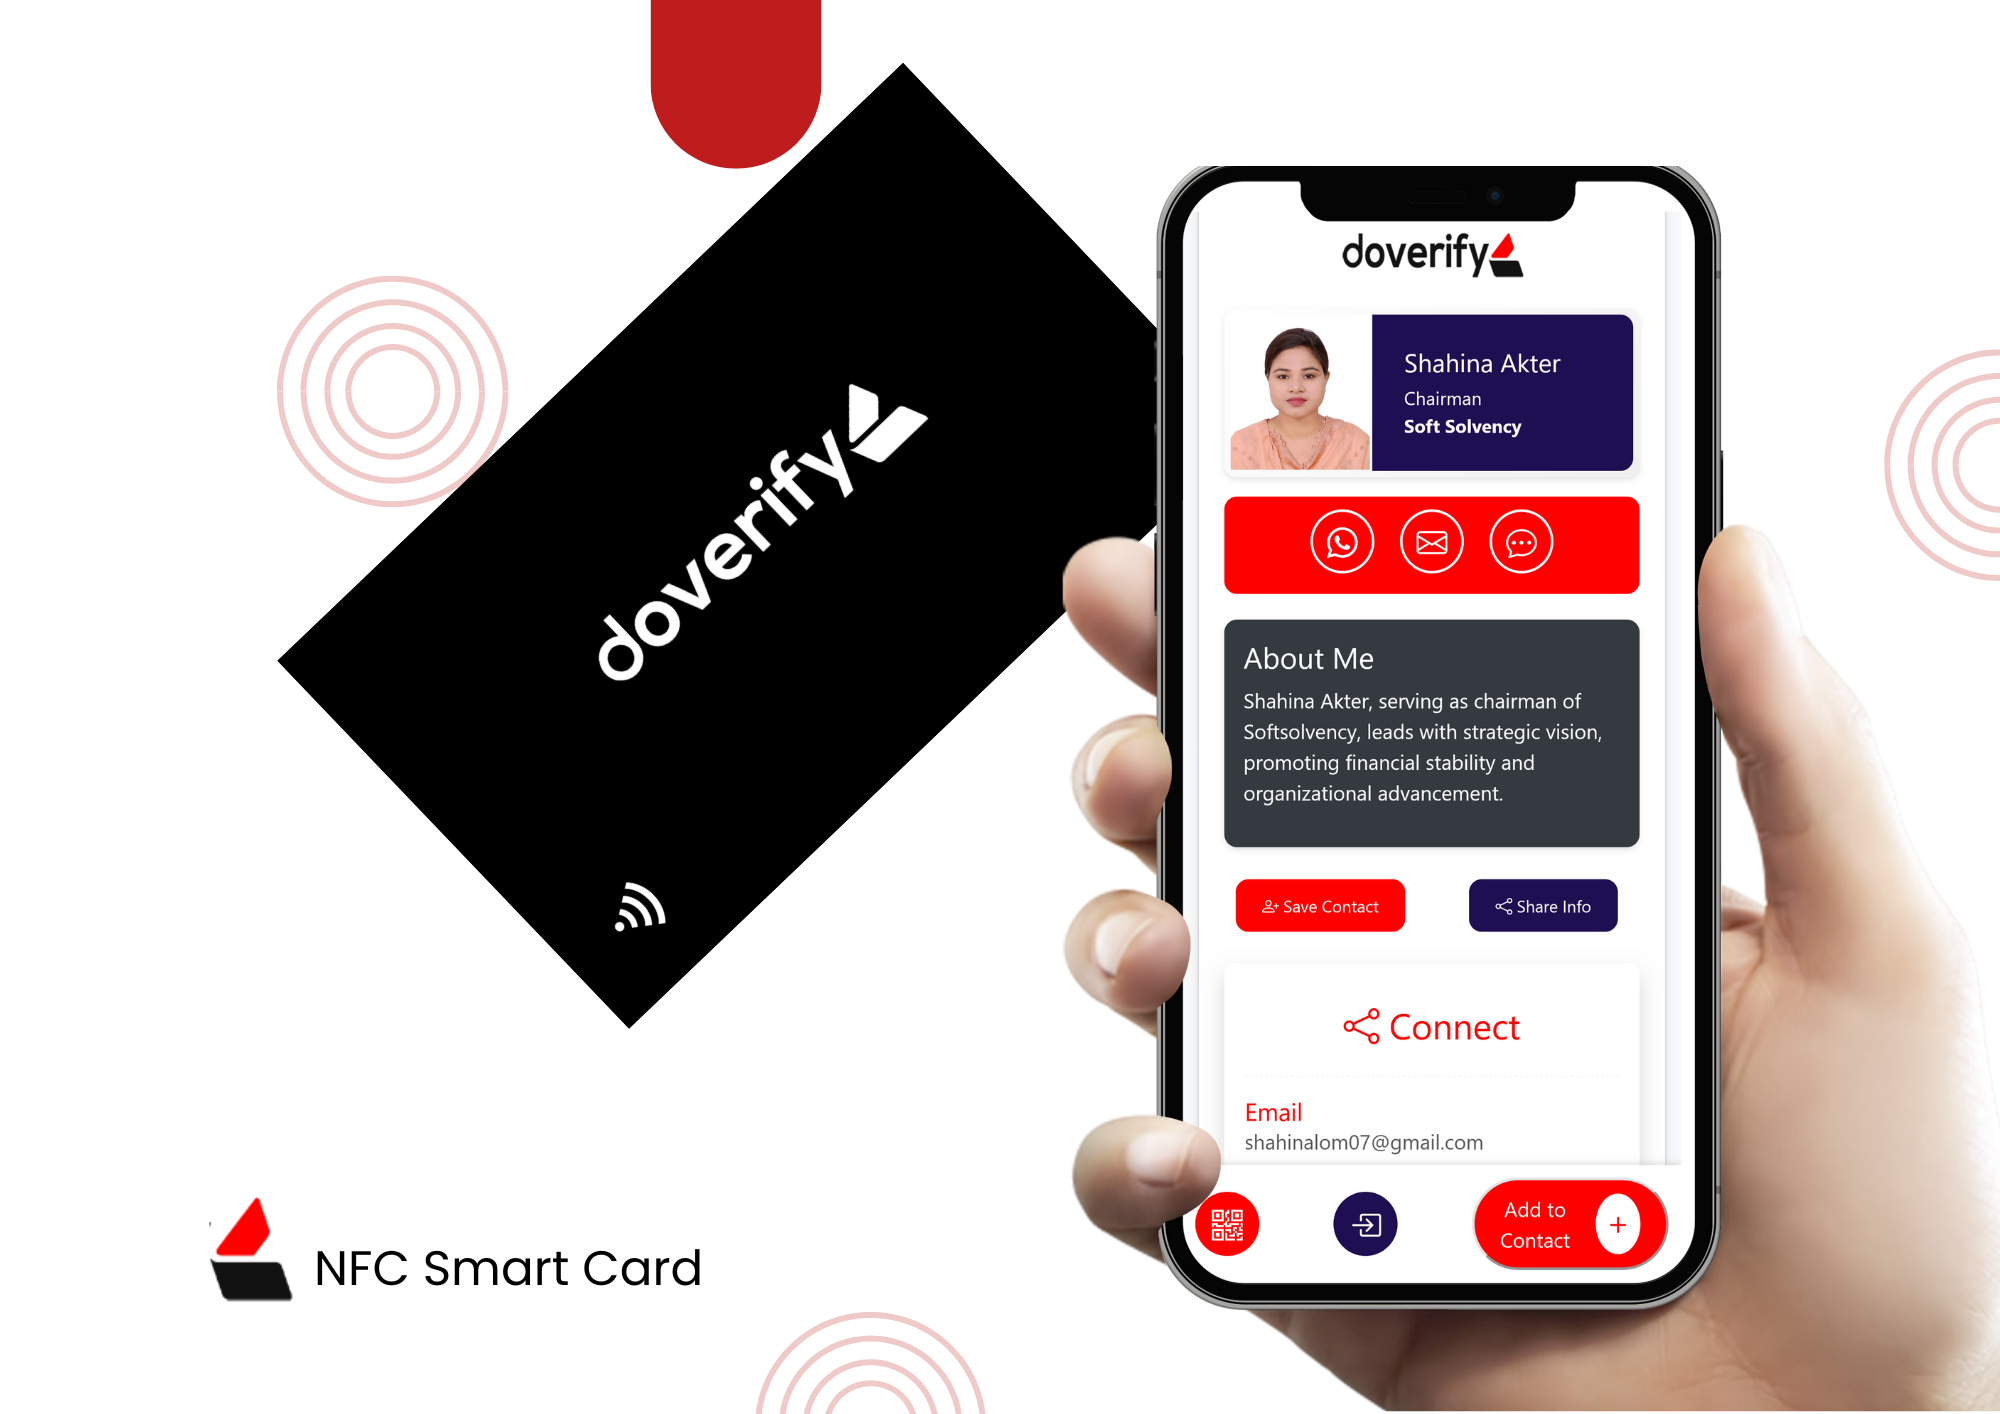 doverify
doverify
Shahina Akter
Chairman
Soft Solvency
About Me
Shahina Akter, serving as chairman of
Softsolvency, leads with strategic vision,
promoting financial stability and
organizational advancement.
Save Contact
Share Info
Connect
Email
shahinalom07@gmail.com
Add to
Contact
NFC Smart Card